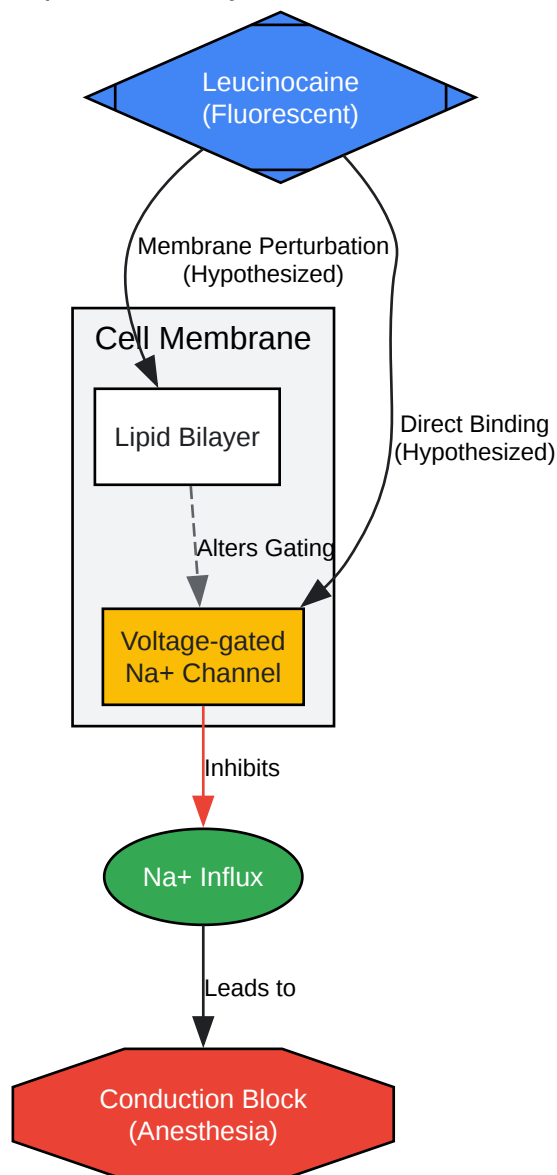 Leucinocaine
(Fluorescent)
Membrane Perturbation
(Hypothesized)
Cell Membrane
Lipid Bilayer
Direct Binding
(Hypothesized)
Alters Gating
Voltage-gated
Na+ Channel
Inhibits
Na+ Influx
Leads to
Conduction Block
(Anesthesia)